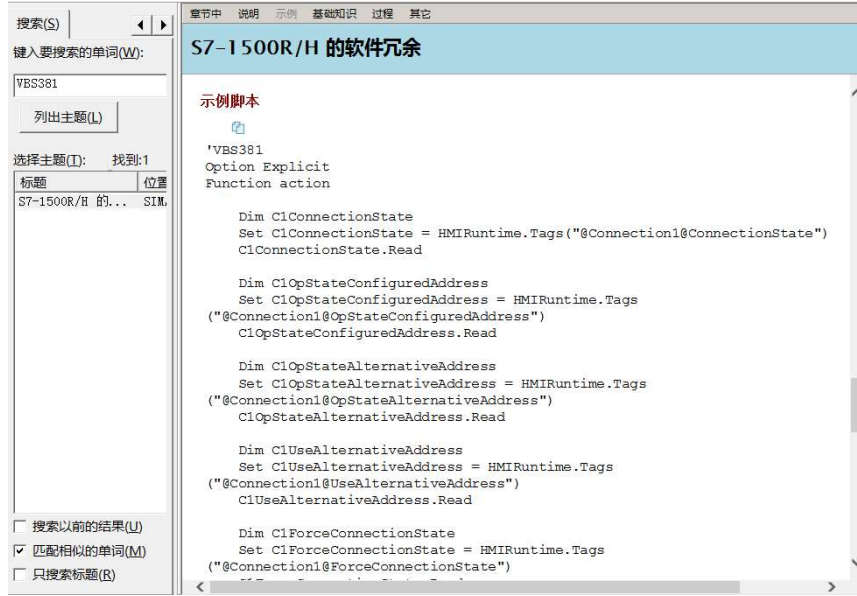 搜索(S)
键入要搜索的单词(W):
VBS381
列出主题(L)
选择主题(T): 找到:1
标题 位置
S7-1500R/H 的... SIM
搜索以前的结果(U)
匹配相似的单词(M)
只搜索标题(R)
章节中 说明 示例 基础知识 过程 其它
S7-1500R/H 的软件冗余
示例脚本
'VBS381
Option Explicit
Function action
Dim C1ConnectionState
Set C1ConnectionState = HMIRuntime.Tags("@Connection1@ConnectionState")
C1ConnectionState.Read
Dim C1OpStateConfiguredAddress
Set C1OpStateConfiguredAddress = HMIRuntime.Tags
("@Connection1@OpStateConfiguredAddress")
C1OpStateConfiguredAddress.Read
Dim C1OpStateAlternativeAddress
Set C1OpStateAlternativeAddress = HMIRuntime.Tags
("@Connection1@OpStateAlternativeAddress")
C1OpStateAlternativeAddress.Read
Dim C1UseAlternativeAddress
Set C1UseAlternativeAddress = HMIRuntime.Tags
("@Connection1@UseAlternativeAddress")
C1UseAlternativeAddress.Read
Dim C1ForceConnectionState
Set C1ForceConnectionState = HMIRuntime.Tags
("@Connection1@ForceConnectionState")